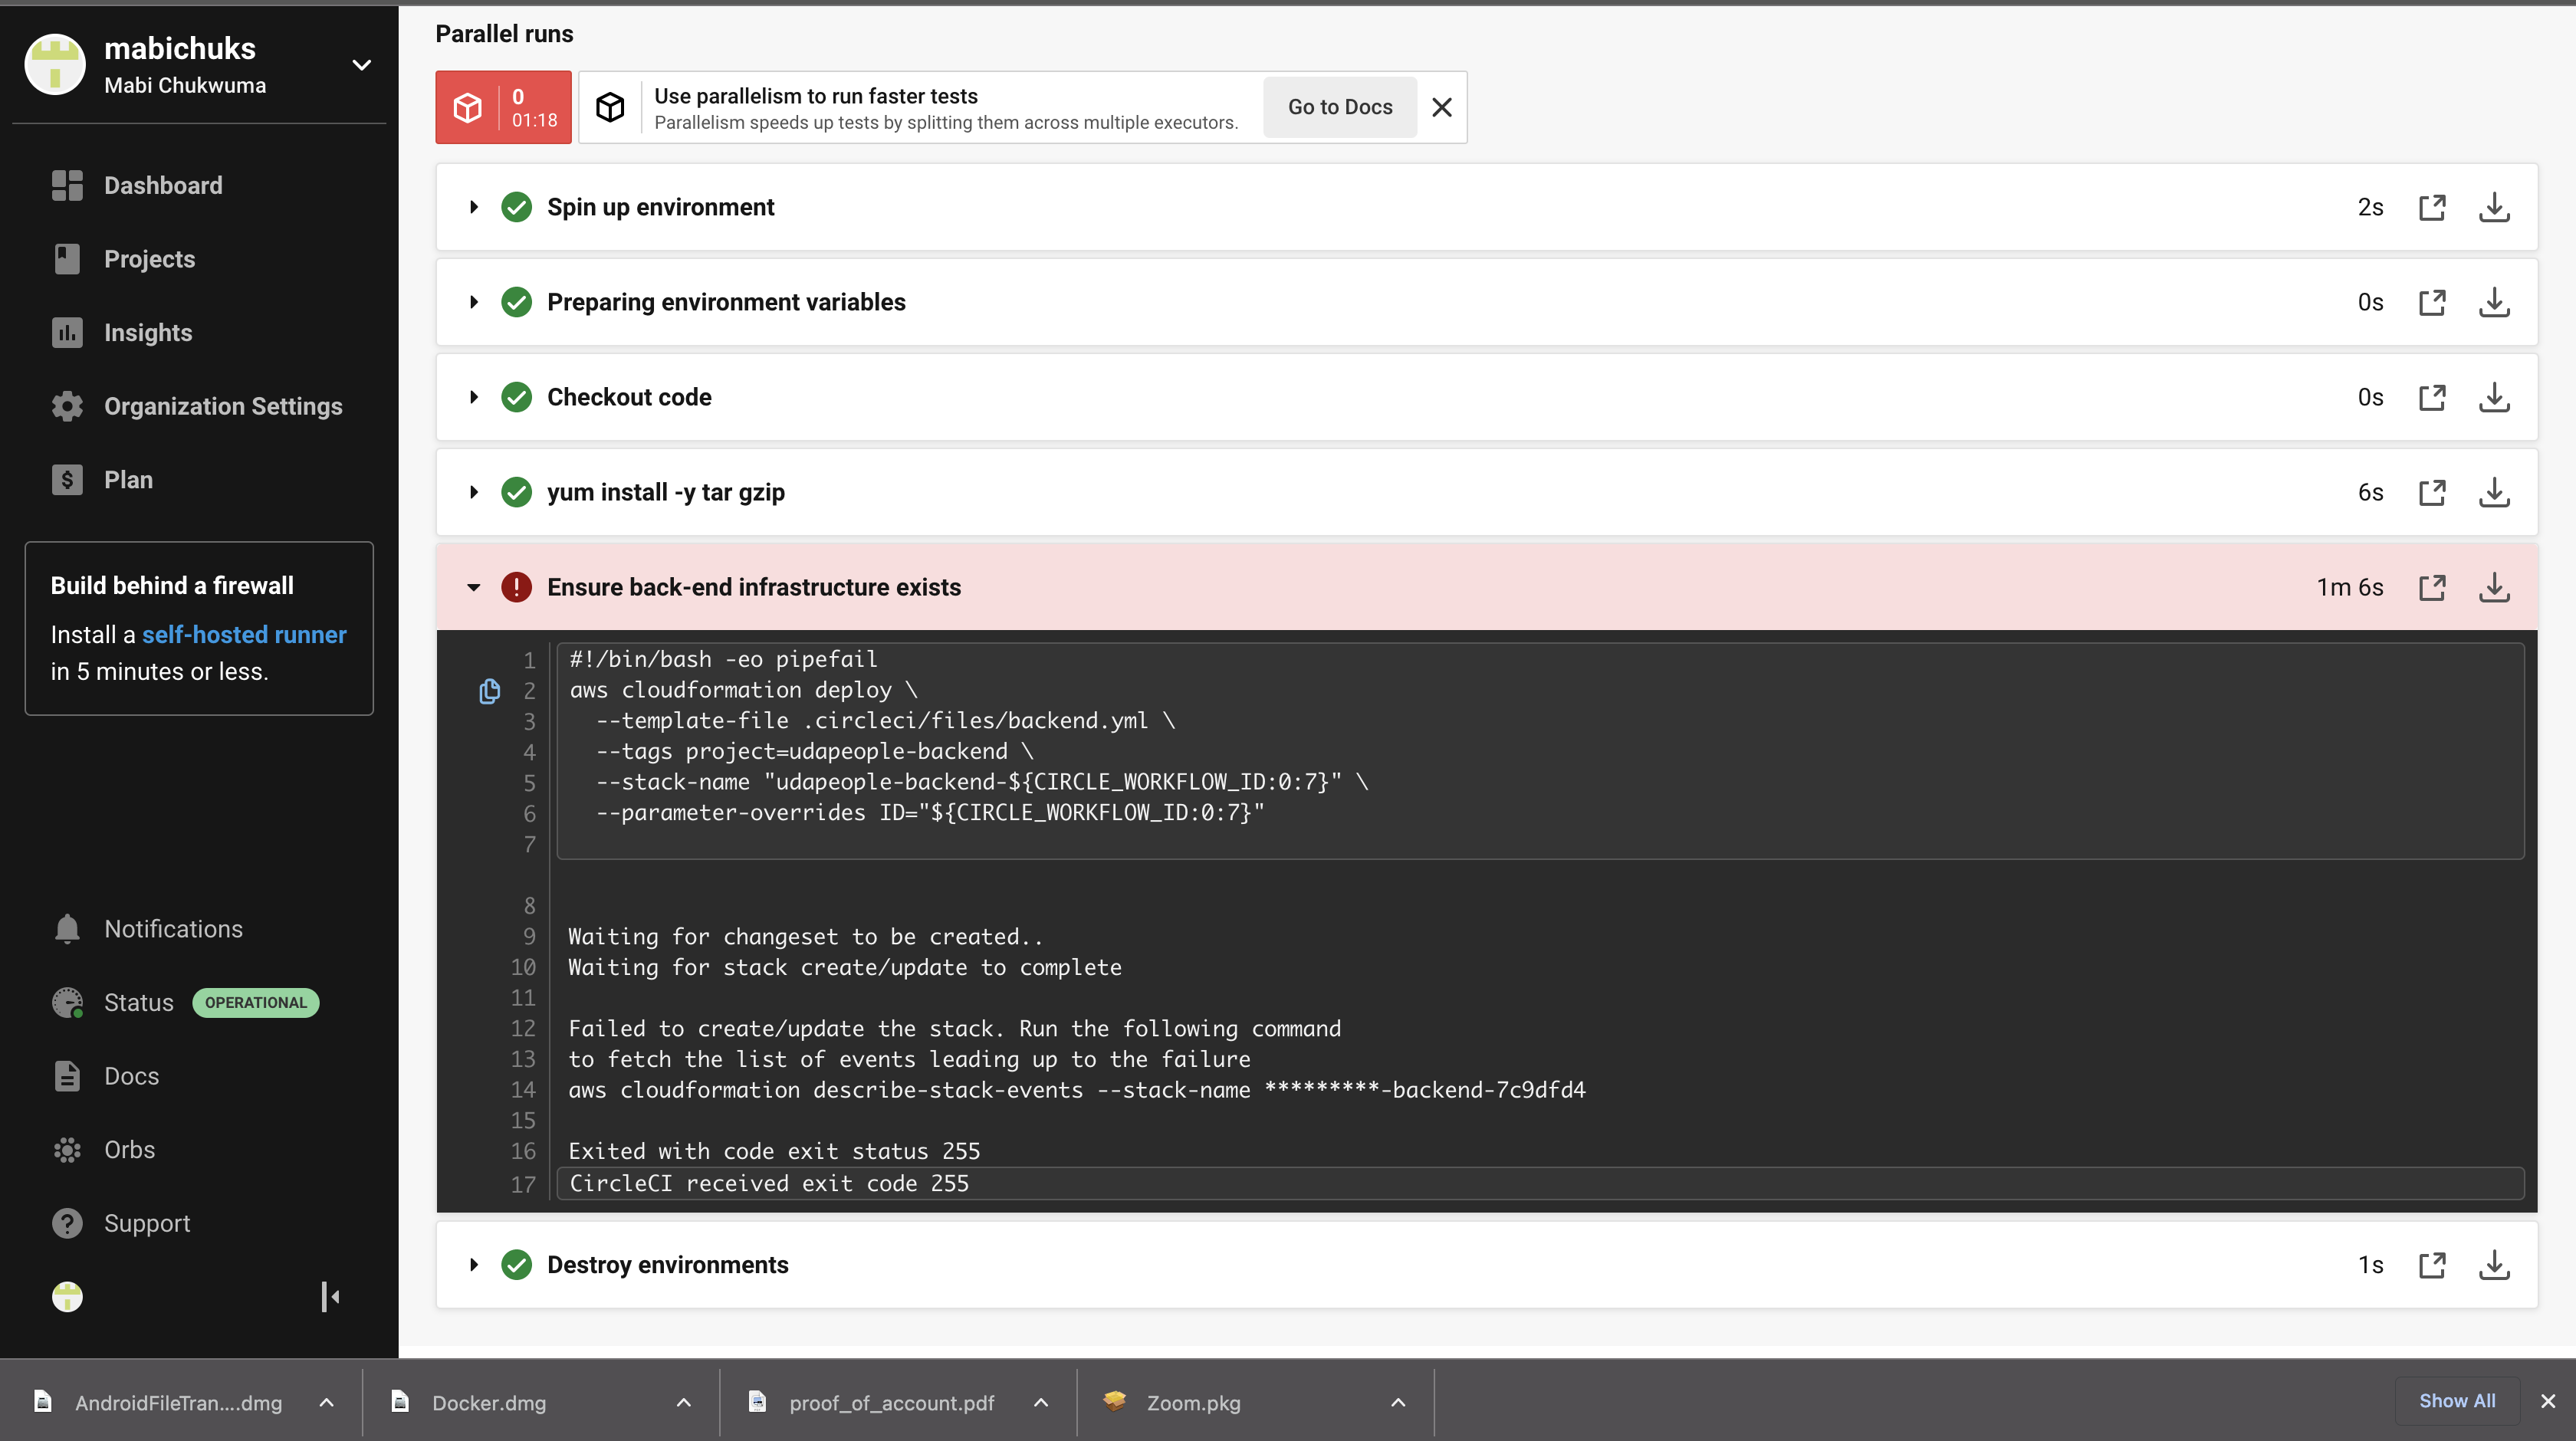 mabichuks
Mabi Chukwuma
Dashboard
Projects
Insights
Organization Settings
Plan
Build behind a firewall
Install a self-hosted runner
in 5 minutes or less.
Notifications
Status OPERATIONAL
Docs
Orbs
Support
Parallel runs
0
01:18
Use parallelism to run faster tests
Parallelism speeds up tests by splitting them across multiple executors.
Go to Docs
Spin up environment 2s
Preparing environment variables 0s
Checkout code 0s
yum install -y tar gzip 6s
Ensure back-end infrastructure exists 1m 6s
1 #!/bin/bash -eo pipefail
2 aws cloudformation deploy \
3 --template-file .circleci/files/backend.yml \
4 --tags project=udapeople-backend \
5 --stack-name "udapeople-backend-${CIRCLE_WORKFLOW_ID:0:7}" \
6 --parameter-overrides ID="${CIRCLE_WORKFLOW_ID:0:7}"
7
8
9 Waiting for changeset to be created..
10 Waiting for stack create/update to complete
11
12 Failed to create/update the stack. Run the following command
13 to fetch the list of events leading up to the failure
14 aws cloudformation describe-stack-events --stack-name *********-backend-7c9dfd4
15
16 Exited with code exit status 255
17 CircleCI received exit code 255
Destroy environments 1s
AndroidFileTran....dmg
Docker.dmg
proof_of_account.pdf
Zoom.pkg
Show All